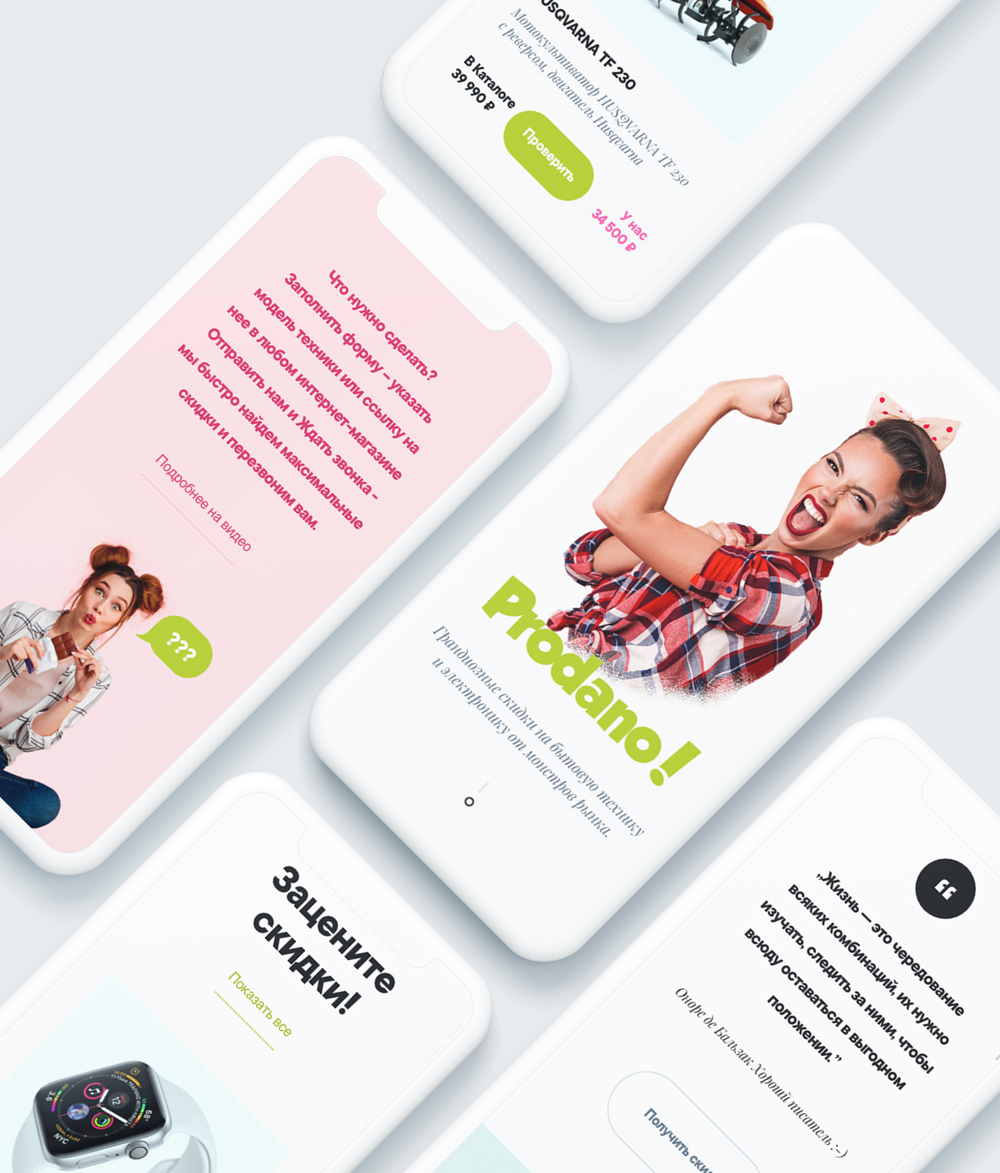 HUSQVARNA TF 230
Мотокультиватор HUSQVARNA TF 230
с реверсом, двигатель Husqvarna
В Каталоге
39 990 ₽
Проверить
У нас
34 500 ₽
Что нужно сделать?
Заполнить форму – указать
модель техники или ссылку на
нее в любом интернет-магазине
Отправить нам и Ждать звонка –
мы быстро найдем максимальные
скидки и перезвоним вам.
Подробнее на видео
???
Prodano!
Грандиозные скидки на бытовую технику
и электронику от монстров рынка.
Зацените
скидки!
Показать все
NYC
12
68°
“
„Жизнь — это чередование
всяких комбинаций, их нужно
изучать, следить за ними, чтобы
всюду оставаться в выгодном
положении.”
Оноре де Бальзак Хороший писатель :-)
Получить ски